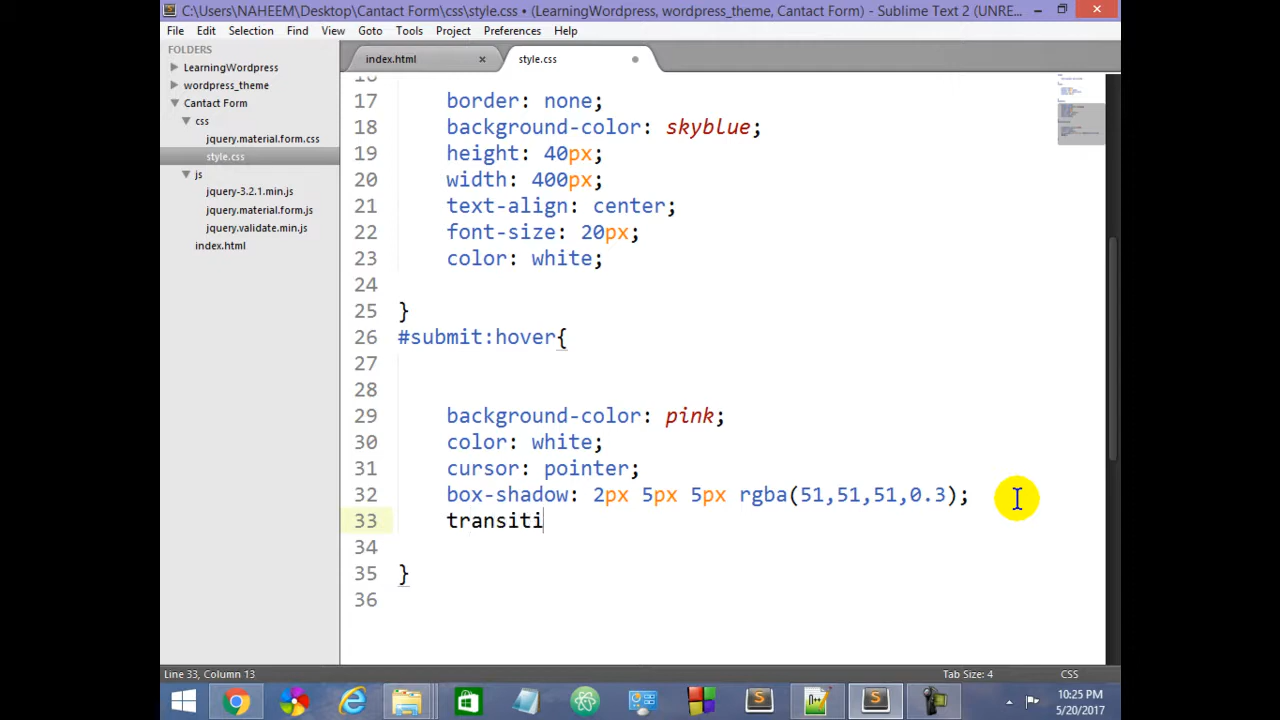 C:\Users\NAHEEM\Desktop\Cantact Form\css\style.css • (LearningWordpress, wordpress_theme, Cantact Form) - Sublime Text 2 (UNRE...
File Edit Selection Find View Goto Tools Project Preferences Help
FOLDERS
LearningWordpress
wordpress_theme
Cantact Form
css
jquery.material.form.css
style.css
js
jquery-3.2.1.min.js
jquery.material.form.js
jquery.validate.min.js
index.html
index.html
style.css
16
17 border: none;
18 background-color: skyblue;
19 height: 40px;
20 width: 400px;
21 text-align: center;
22 font-size: 20px;
23 color: white;
24
25 }
26 #submit:hover{
27
28
29 background-color: pink;
30 color: white;
31 cursor: pointer;
32 box-shadow: 2px 5px 5px rgba(51,51,51,0.3);
33 transiti
34
35 }
36
Line 33, Column 13
Tab Size: 4
CSS
10:25 PM
5/20/2017